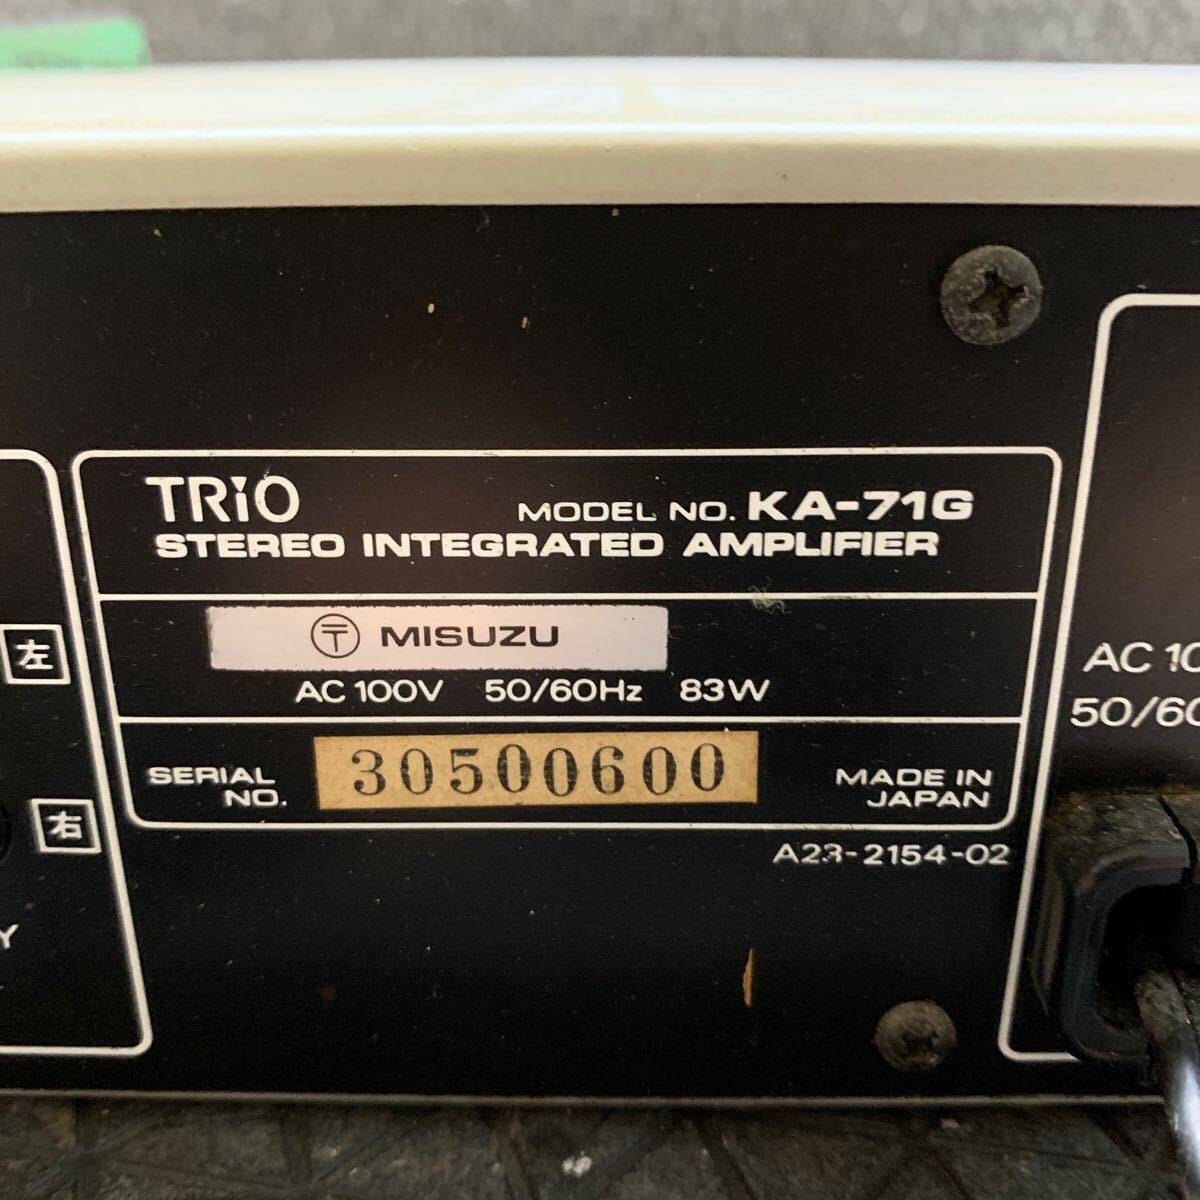 TRiO
MODEL NO. KA-71G
STEREO INTEGRATED AMPLIFIER
〒 MISUZU
AC 100V 50/60Hz 83W
SERIAL NO. 30500600
MADE IN JAPAN
A23-2154-02
左
右
Y
AC 10
50/60